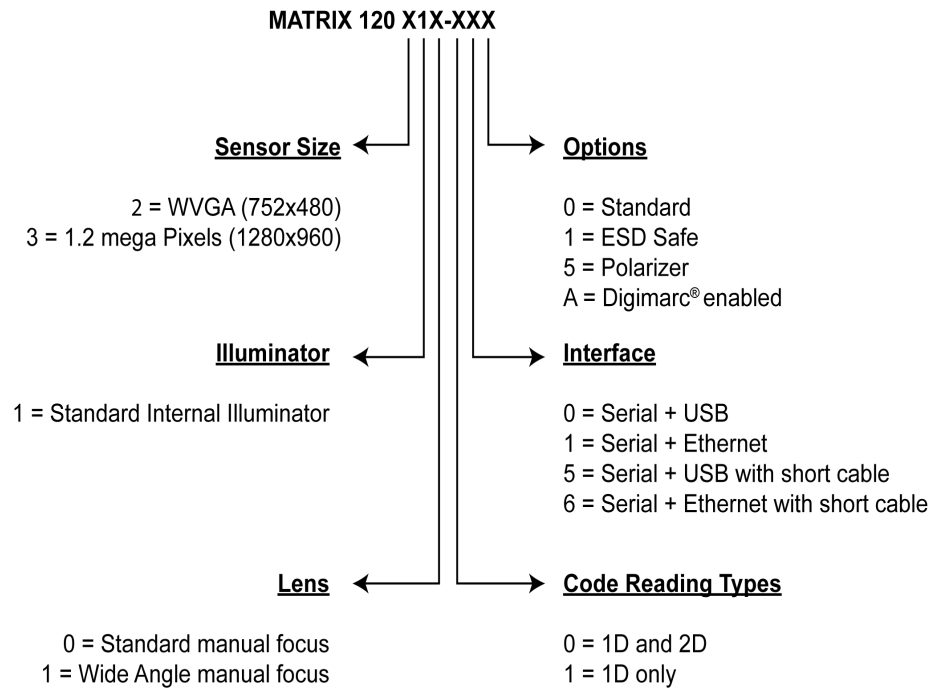 MATRIX 120 X1X-XXX
Sensor Size
2 = WVGA (752x480)
3 = 1.2 mega Pixels (1280x960)
Options
0 = Standard
1 = ESD Safe
5 = Polarizer
A = Digimarc® enabled
Illuminator
1 = Standard Internal Illuminator
Interface
0 = Serial + USB
1 = Serial + Ethernet
5 = Serial + USB with short cable
6 = Serial + Ethernet with short cable
Lens
0 = Standard manual focus
1 = Wide Angle manual focus
Code Reading Types
0 = 1D and 2D
1 = 1D only